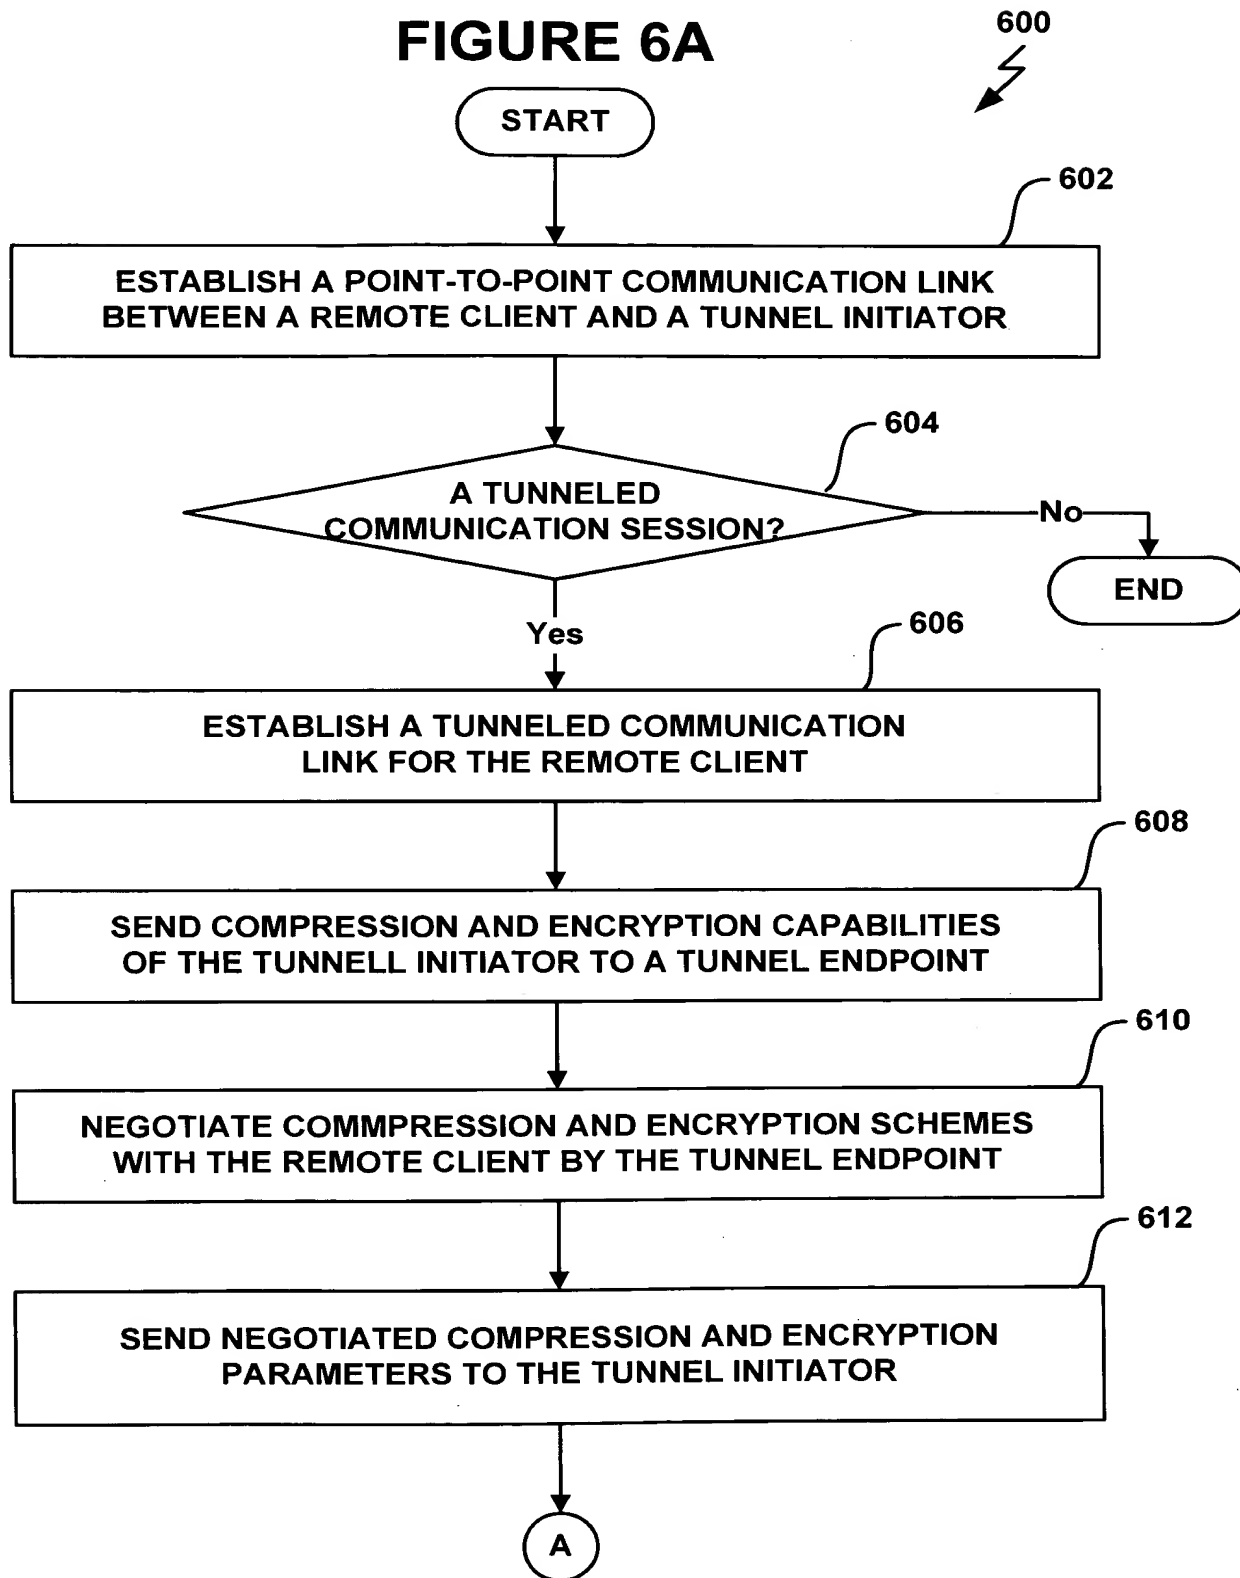 FIGURE 6A
600
START
602
ESTABLISH A POINT-TO-POINT COMMUNICATION LINK
BETWEEN A REMOTE CLIENT AND A TUNNEL INITIATOR
604
A TUNNELED
COMMUNICATION SESSION?
No
END
Yes
606
ESTABLISH A TUNNELED COMMUNICATION
LINK FOR THE REMOTE CLIENT
608
SEND COMPRESSION AND ENCRYPTION CAPABILITIES
OF THE TUNNELL INITIATOR TO A TUNNEL ENDPOINT
610
NEGOTIATE COMMPRESSION AND ENCRYPTION SCHEMES
WITH THE REMOTE CLIENT BY THE TUNNEL ENDPOINT
612
SEND NEGOTIATED COMPRESSION AND ENCRYPTION
PARAMETERS TO THE TUNNEL INITIATOR
A